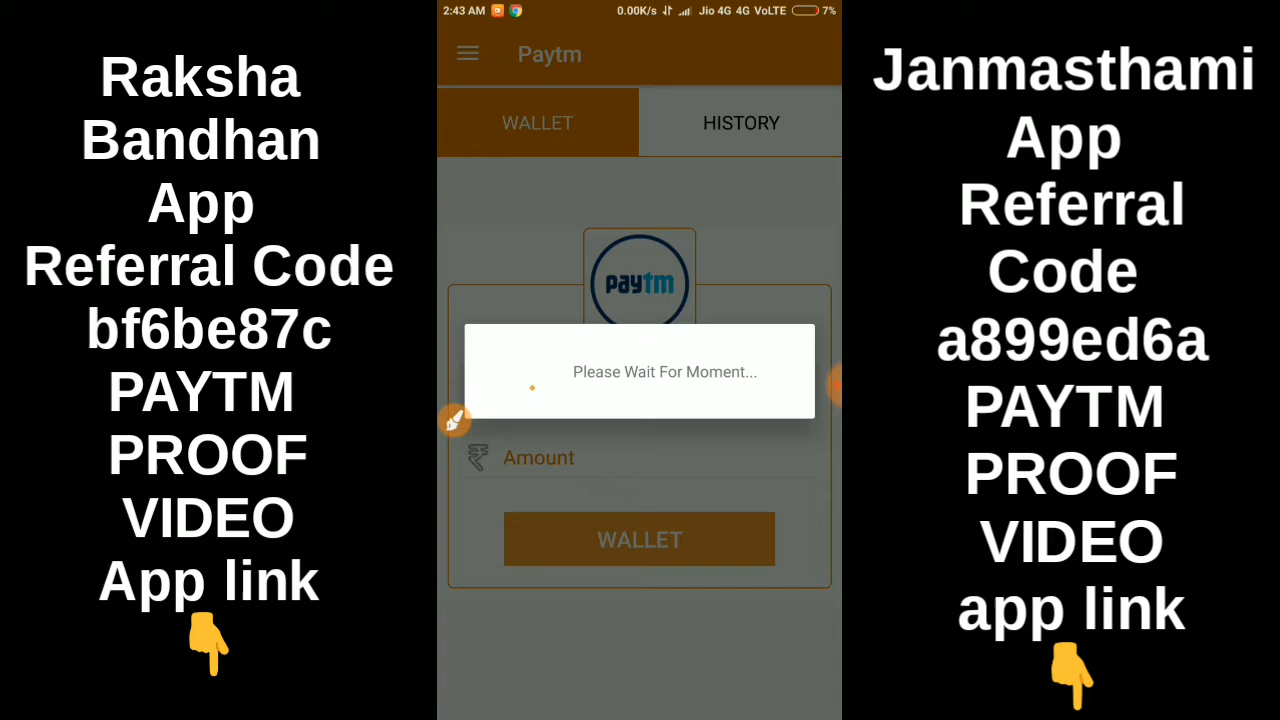 Raksha
Bandhan
App
Referral Code
bf6be87c
PAYTM
PROOF
VIDEO
App link
2:43 AM 0.00K/s Jio 4G 4G VoLTE 7%
Paytm
WALLET HISTORY
paytm
Please Wait For Moment...
Amount
WALLET
Janmasthami
App
Referral
Code
a899ed6a
PAYTM
PROOF
VIDEO
app link